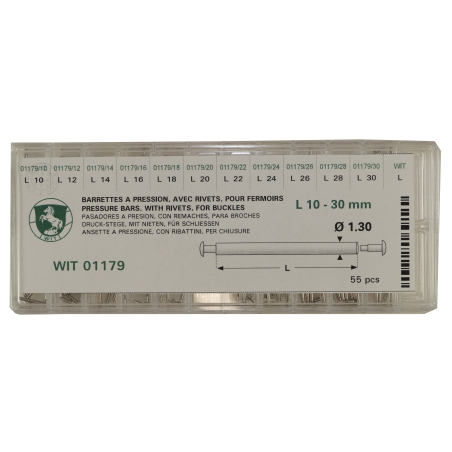 01179/10 01179/12 01179/14 01179/16 01179/18 01179/20 01179/22 01179/24 01179/26 01179/28 01179/30 WIT
L 10 L 12 L 14 L 16 L 18 L 20 L 22 L 24 L 26 L 28 L 30 L
BARRETTES A PRESSION, AVEC RIVETS, POUR FERMOIRS
PRESSURE BARS, WITH RIVETS, FOR BUCKLES
PASADORES A PRESION, CON REMACHES, PARA BROCHES
DRUCK-STEGE, MIT NIETEN, FÜR SCHLIESSEN
ANSETTE A PRESSIONE, CON RIBATTINI, PER CHIUSURE
L 10 - 30 mm
Ø 1.30
WIT
WIT 01179
L
55 pcs